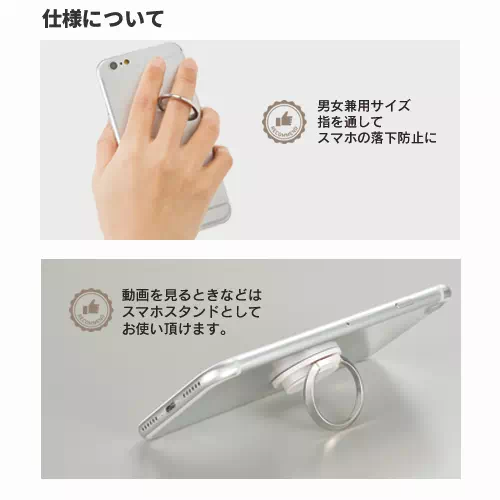 仕様について
男女兼用サイズ
指を通して
スマホの落下防止に
RECOMMEND
動画を見るときなどは
スマホスタンドとして
お使い頂けます。
RECOMMEND